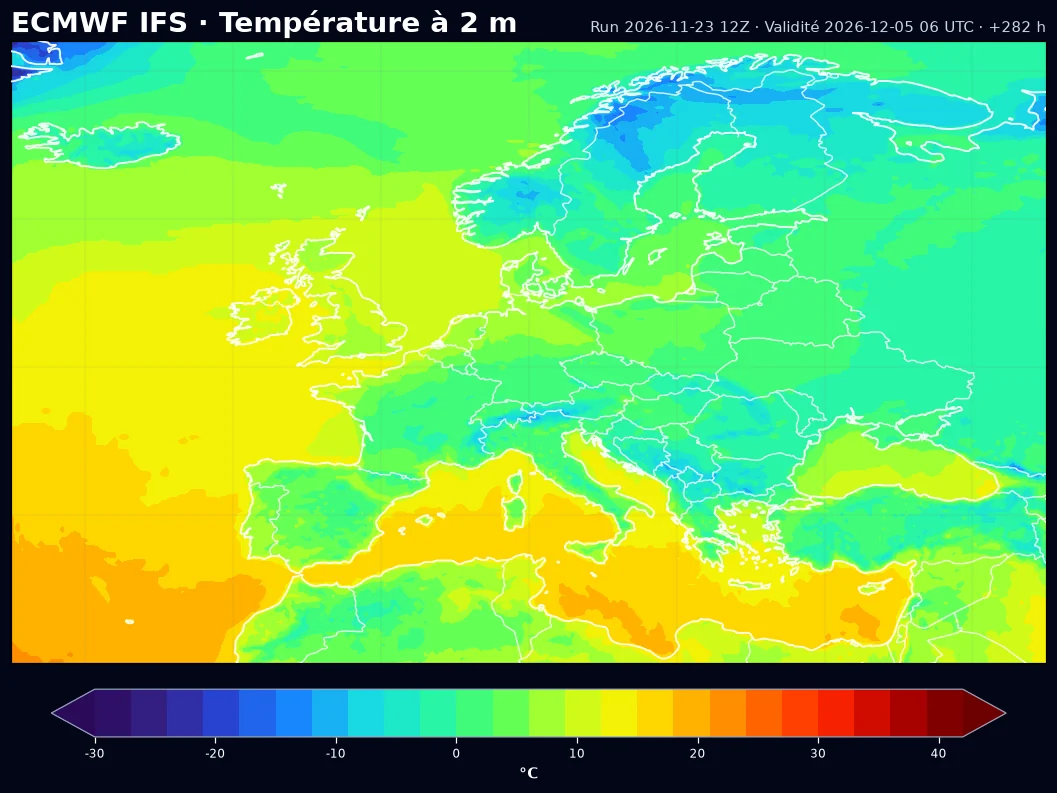 ECMWF IFS · Température à 2 m
Run 2026-11-23 12Z · Validité 2026-12-05 06 UTC · +282 h
-30 -20 -10 0 10 20 30 40
°C